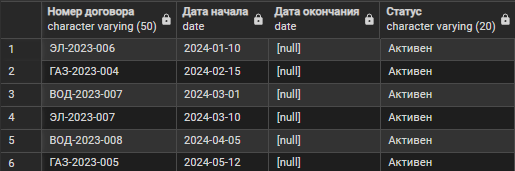 Номер договора Дата начала Дата окончания Статус
character varying (50) date date character varying (20)
1 ЭЛ-2023-006 2024-01-10 [null] Активен
2 ГАЗ-2023-004 2024-02-15 [null] Активен
3 ВОД-2023-007 2024-03-01 [null] Активен
4 ЭЛ-2023-007 2024-03-10 [null] Активен
5 ВОД-2023-008 2024-04-05 [null] Активен
6 ГАЗ-2023-005 2024-05-12 [null] Активен